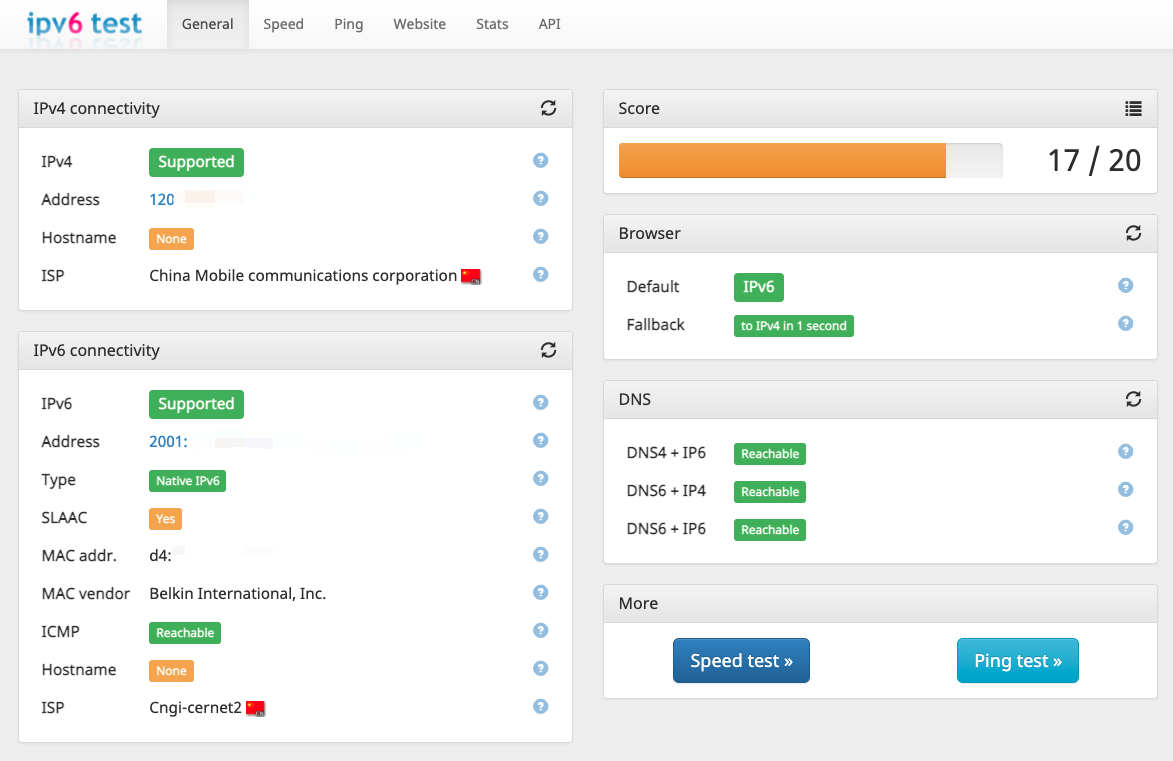 ipv6 test
General
Speed
Ping
Website
Stats
API
IPv4 connectivity
IPv4 Supported
Address 120
Hostname None
ISP China Mobile communications corporation
IPv6 connectivity
IPv6 Supported
Address 2001:
Type Native IPv6
SLAAC Yes
MAC addr. d4:
MAC vendor Belkin International, Inc.
ICMP Reachable
Hostname None
ISP Cngi-cernet2
Score
17 / 20
Browser
Default IPv6
Fallback to IPv4 in 1 second
DNS
DNS4 + IP6 Reachable
DNS6 + IP4 Reachable
DNS6 + IP6 Reachable
More
Speed test »
Ping test »